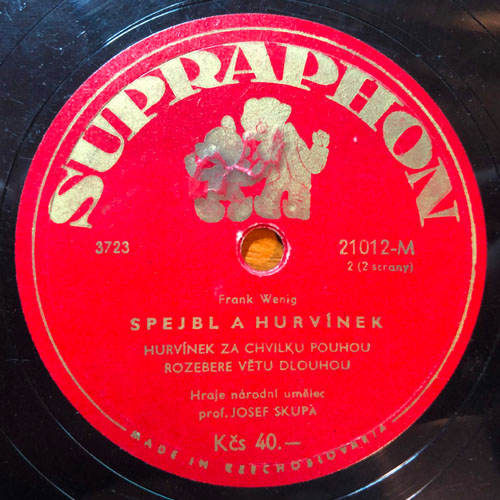 SUPRAPHON
3723
21012-M
2 (2 strany)
Frank Wenig
SPEJBL A HURVÍNEK
HURVÍNEK ZA CHVILKU POUHOU
ROZEBERE VĚTU DLOUHOU
Hraje národní umělec
prof. JOSEF SKUPA
Kčs 40.—
MADE IN CZECHOSLOVAKIA